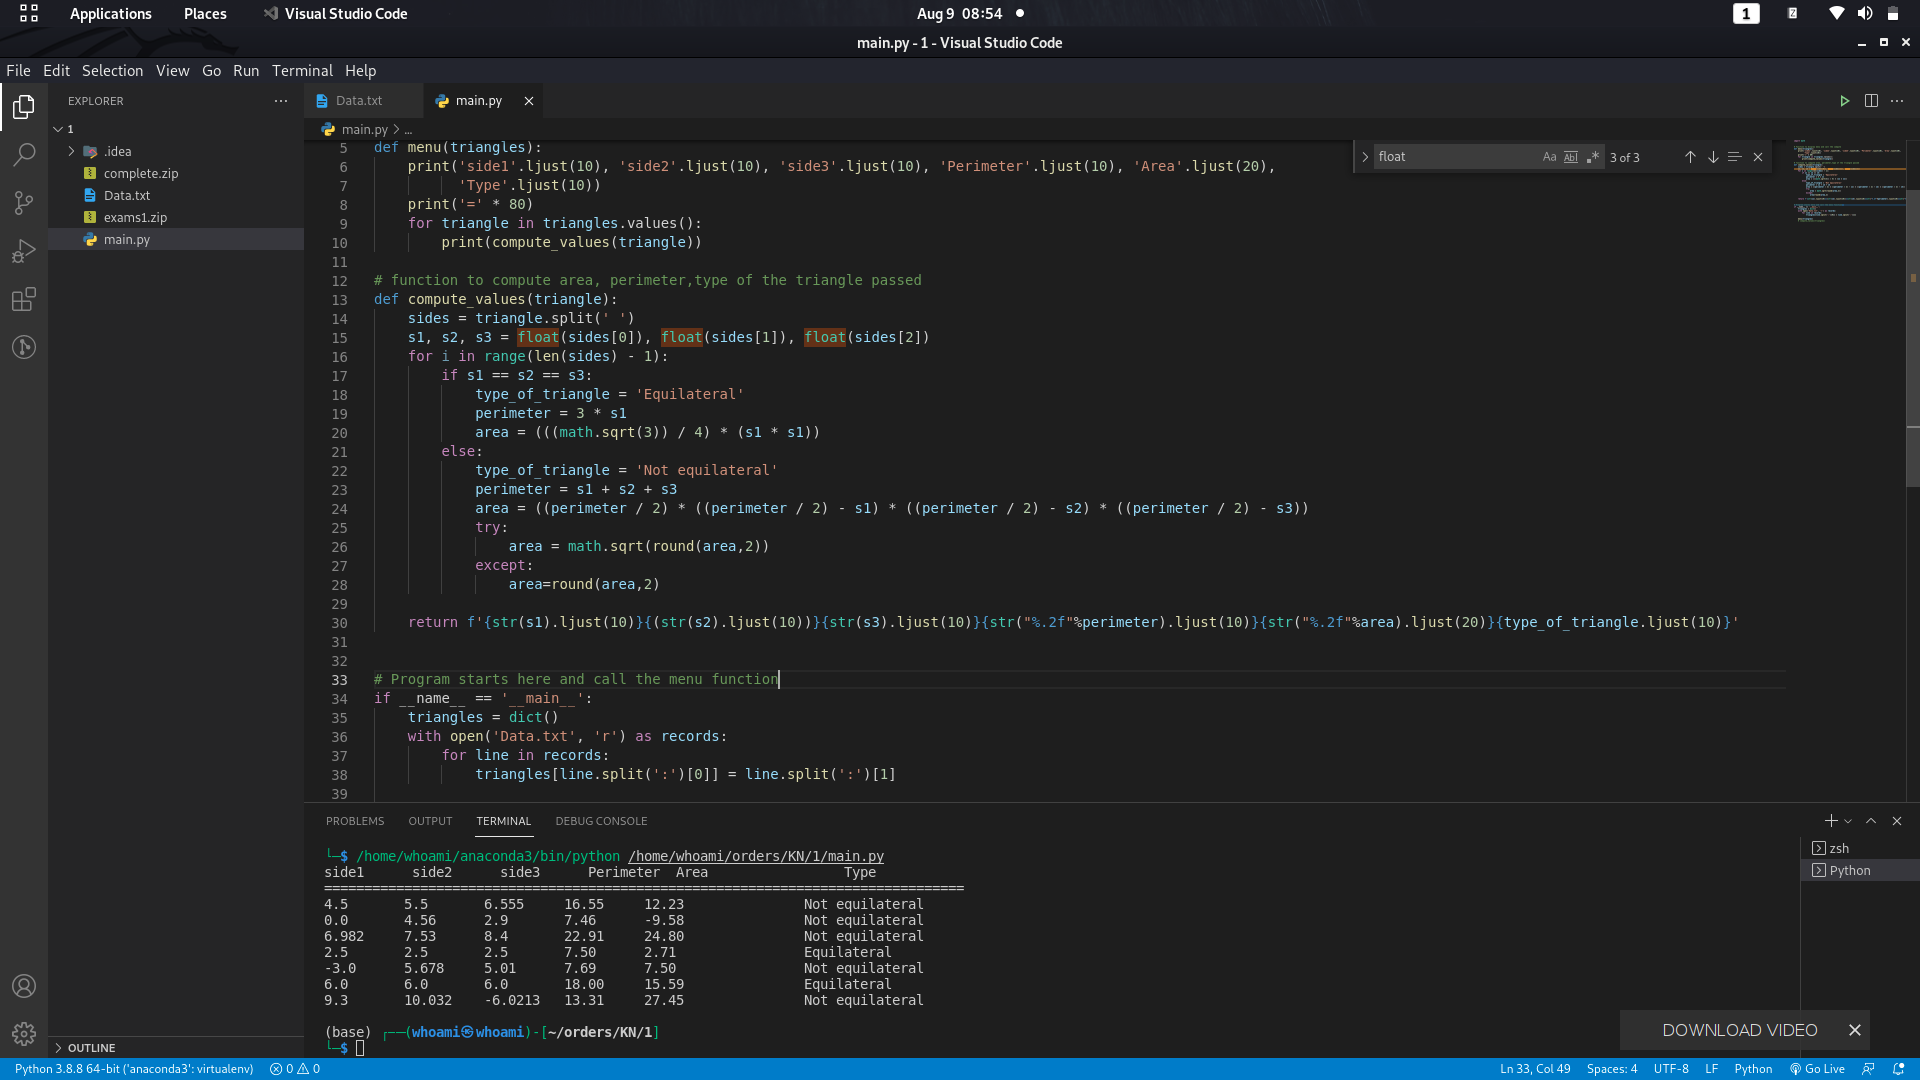 Applications Places Visual Studio Code Aug 9 08:54 1 Z
main.py - 1 - Visual Studio Code
File Edit Selection View Go Run Terminal Help
EXPLORER ···
1
.idea
complete.zip
Data.txt
exams1.zip
main.py
OUTLINE
Data.txt main.py
main.py > ...
float Aa Abl .* 3 of 3
5 def menu(triangles):
6 print('side1'.ljust(10), 'side2'.ljust(10), 'side3'.ljust(10), 'Perimeter'.ljust(10), 'Area'.ljust(20),
7 'Type'.ljust(10))
8 print('=' * 80)
9 for triangle in triangles.values():
10 print(compute_values(triangle))
11
12 # function to compute area, perimeter,type of the triangle passed
13 def compute_values(triangle):
14 sides = triangle.split(' ')
15 s1, s2, s3 = float(sides[0]), float(sides[1]), float(sides[2])
16 for i in range(len(sides) - 1):
17 if s1 == s2 == s3:
18 type_of_triangle = 'Equilateral'
19 perimeter = 3 * s1
20 area = (((math.sqrt(3)) / 4) * (s1 * s1))
21 else:
22 type_of_triangle = 'Not equilateral'
23 perimeter = s1 + s2 + s3
24 area = ((perimeter / 2) * ((perimeter / 2) - s1) * ((perimeter / 2) - s2) * ((perimeter / 2) - s3))
25 try:
26 area = math.sqrt(round(area,2))
27 except:
28 area=round(area,2)
29
30 return f'{str(s1).ljust(10)}{(str(s2).ljust(10))}{str(s3).ljust(10)}{str("%.2f"%perimeter).ljust(10)}{str("%.2f"%area).ljust(20)}{type_of_triangle.ljust(10)}'
31
32
33 # Program starts here and call the menu function
34 if __name__ == '__main__':
35 triangles = dict()
36 with open('Data.txt', 'r') as records:
37 for line in records:
38 triangles[line.split(':')[0]] = line.split(':')[1]
39
PROBLEMS OUTPUT TERMINAL DEBUG CONSOLE
└─$ /home/whoami/anaconda3/bin/python /home/whoami/orders/KN/1/main.py
side1 side2 side3 Perimeter Area Type
================================================================================
4.5 5.5 6.555 16.55 12.23 Not equilateral
0.0 4.56 2.9 7.46 -9.58 Not equilateral
6.982 7.53 8.4 22.91 24.80 Not equilateral
2.5 2.5 2.5 7.50 2.71 Equilateral
-3.0 5.678 5.01 7.69 7.50 Not equilateral
6.0 6.0 6.0 18.00 15.59 Equilateral
9.3 10.032 -6.0213 13.31 27.45 Not equilateral
(base) ┌──(whoami㉿whoami)-[~/orders/KN/1]
└─$
zsh
Python
DOWNLOAD VIDEO
Python 3.8.8 64-bit ('anaconda3': virtualenv) 0 0 Ln 33, Col 49 Spaces: 4 UTF-8 LF Python Go Live